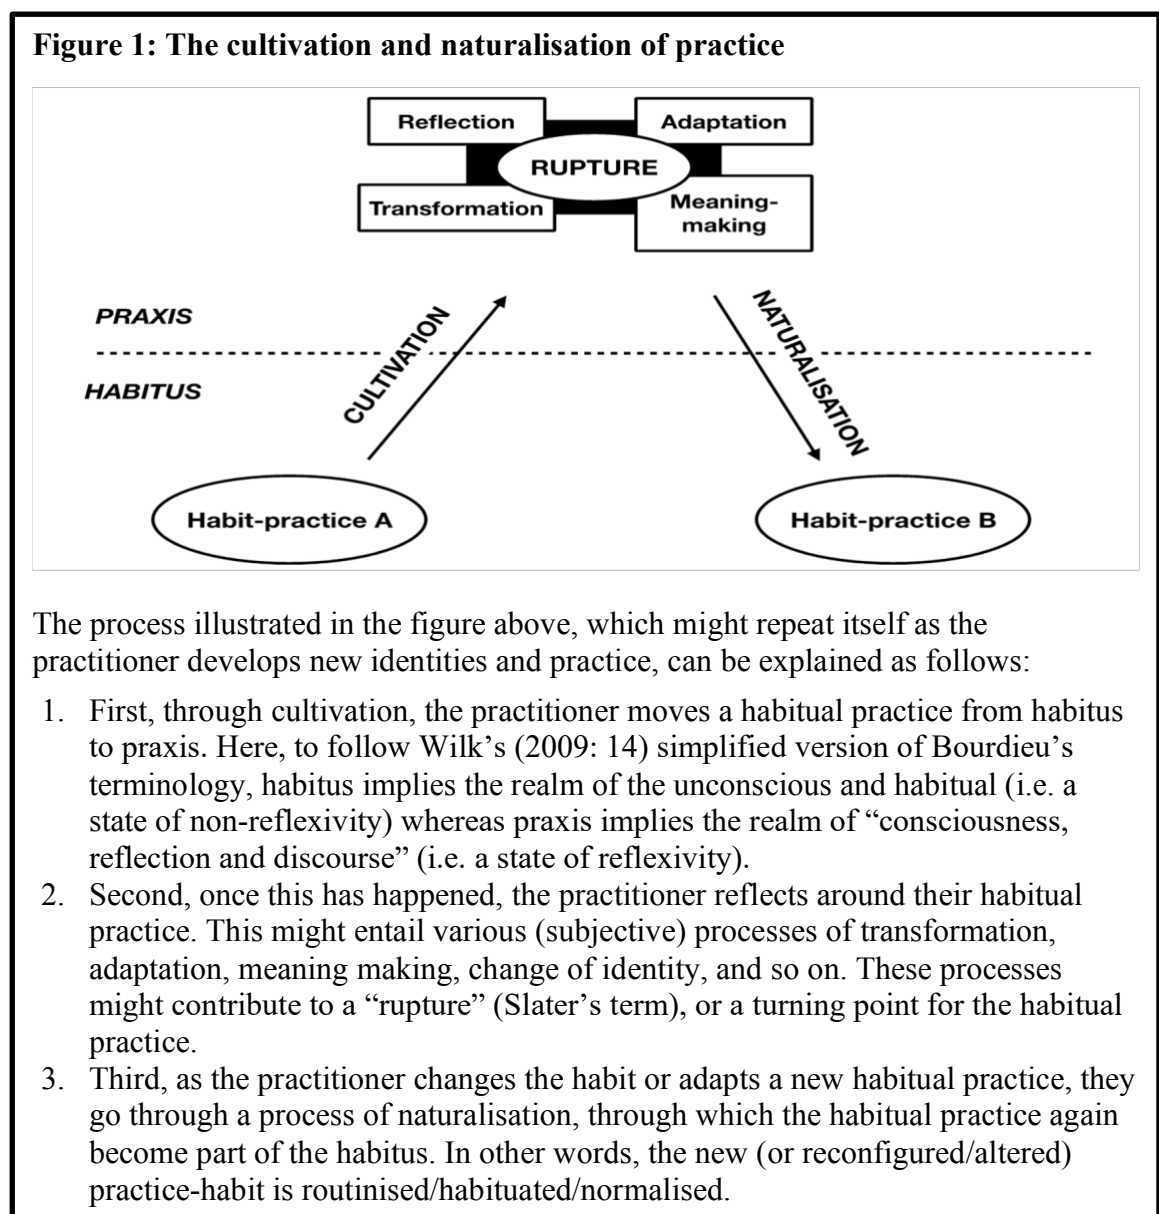 Figure 1: The cultivation and naturalisation of practice
Reflection
Adaptation
RUPTURE
Transformation
Meaning-
making
PRAXIS
CULTIVATION
NATURALISATION
HABITUS
Habit-practice A
Habit-practice B
The process illustrated in the figure above, which might repeat itself as the
practitioner develops new identities and practice, can be explained as follows:
1. First, through cultivation, the practitioner moves a habitual practice from habitus
to praxis. Here, to follow Wilk’s (2009: 14) simplified version of Bourdieu’s
terminology, habitus implies the realm of the unconscious and habitual (i.e. a
state of non-reflexivity) whereas praxis implies the realm of “consciousness,
reflection and discourse” (i.e. a state of reflexivity).
2. Second, once this has happened, the practitioner reflects around their habitual
practice. This might entail various (subjective) processes of transformation,
adaptation, meaning making, change of identity, and so on. These processes
might contribute to a “rupture” (Slater’s term), or a turning point for the habitual
practice.
3. Third, as the practitioner changes the habit or adapts a new habitual practice, they
go through a process of naturalisation, through which the habitual practice again
become part of the habitus. In other words, the new (or reconfigured/altered)
practice-habit is routinised/habituated/normalised.